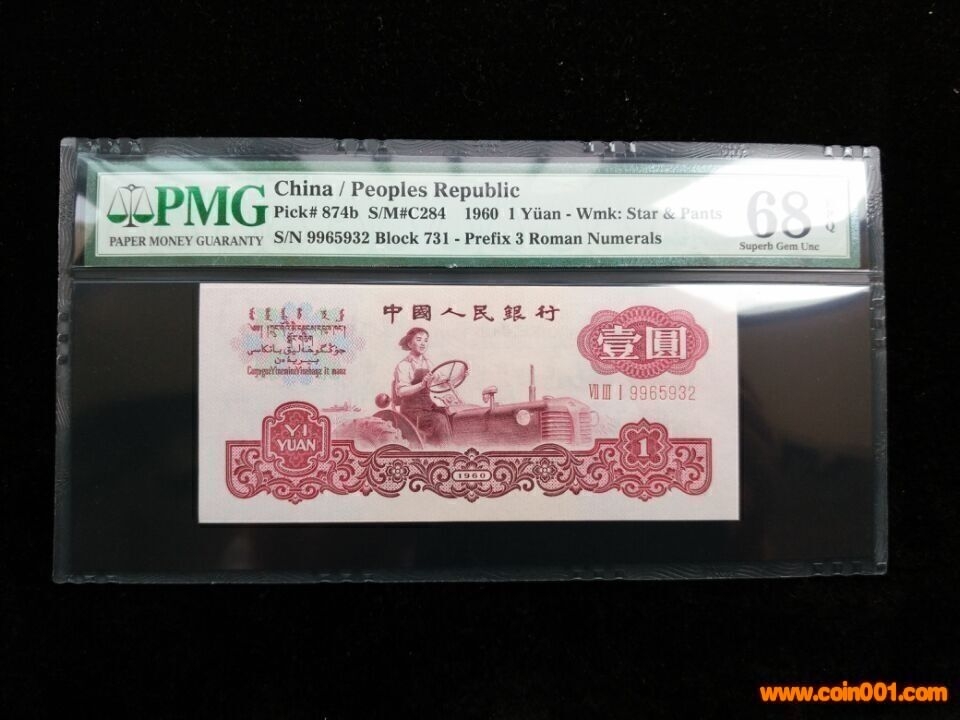 PMG
PAPER MONEY GUARANTY
China / Peoples Republic
Pick# 874b S/M#C284 1960 1 Yüan - Wmk: Star & Pants
S/N 9965932 Block 731 - Prefix 3 Roman Numerals
68
Superb Gem Unc
中國人民銀行
壹圓
VII III I 9965932
YI
YUAN
1960
1
www.coin001.com